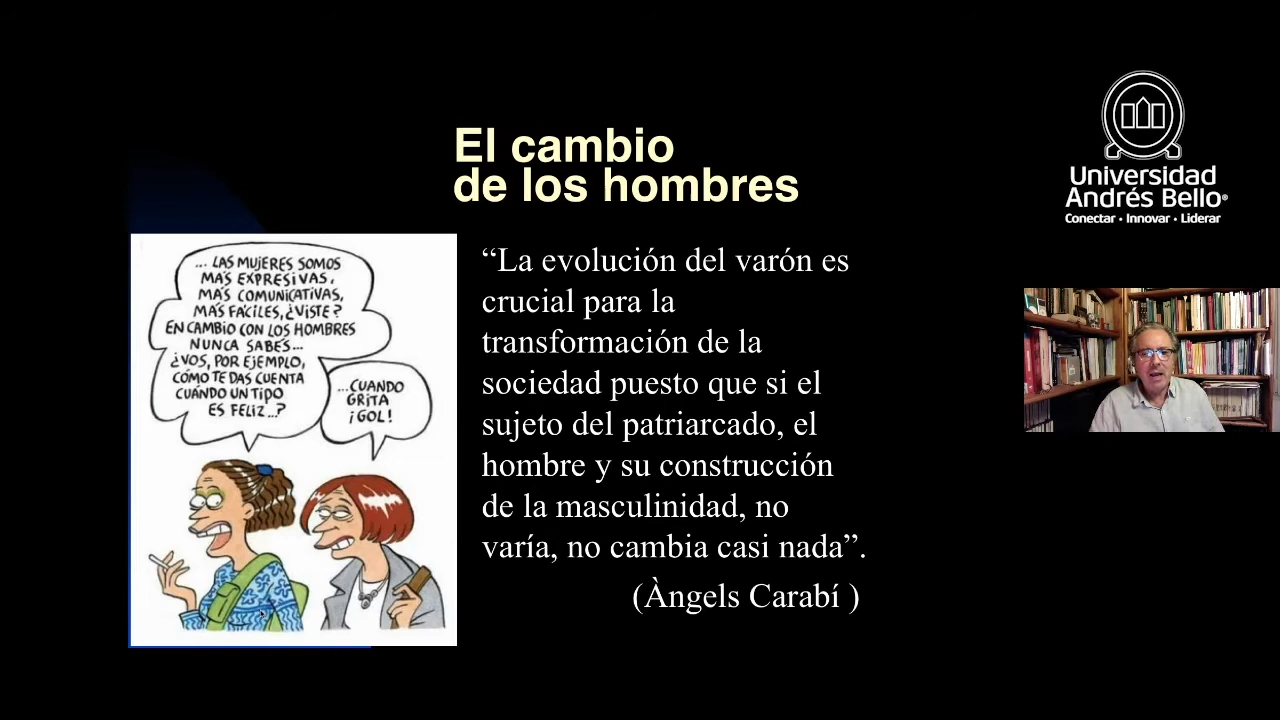 El cambio
de los hombres
... LAS MUJERES SOMOS
MÁS EXPRESIVAS,
MÁS COMUNICATIVAS,
MÁS FÁCILES, ¿VISTE?
EN CAMBIO CON LOS HOMBRES
NUNCA SABÉS...
¿VOS, POR EJEMPLO,
CÓMO TE DAS CUENTA
CUÁNDO UN TIPO
ES FELIZ...?
...CUANDO
GRITA
¡GOL!
“La evolución del varón es
crucial para la
transformación de la
sociedad puesto que si el
sujeto del patriarcado, el
hombre y su construcción
de la masculinidad, no
varía, no cambia casi nada”.
(Àngels Carabí )
Universidad
Andrés Bello®
Conectar • Innovar • Liderar